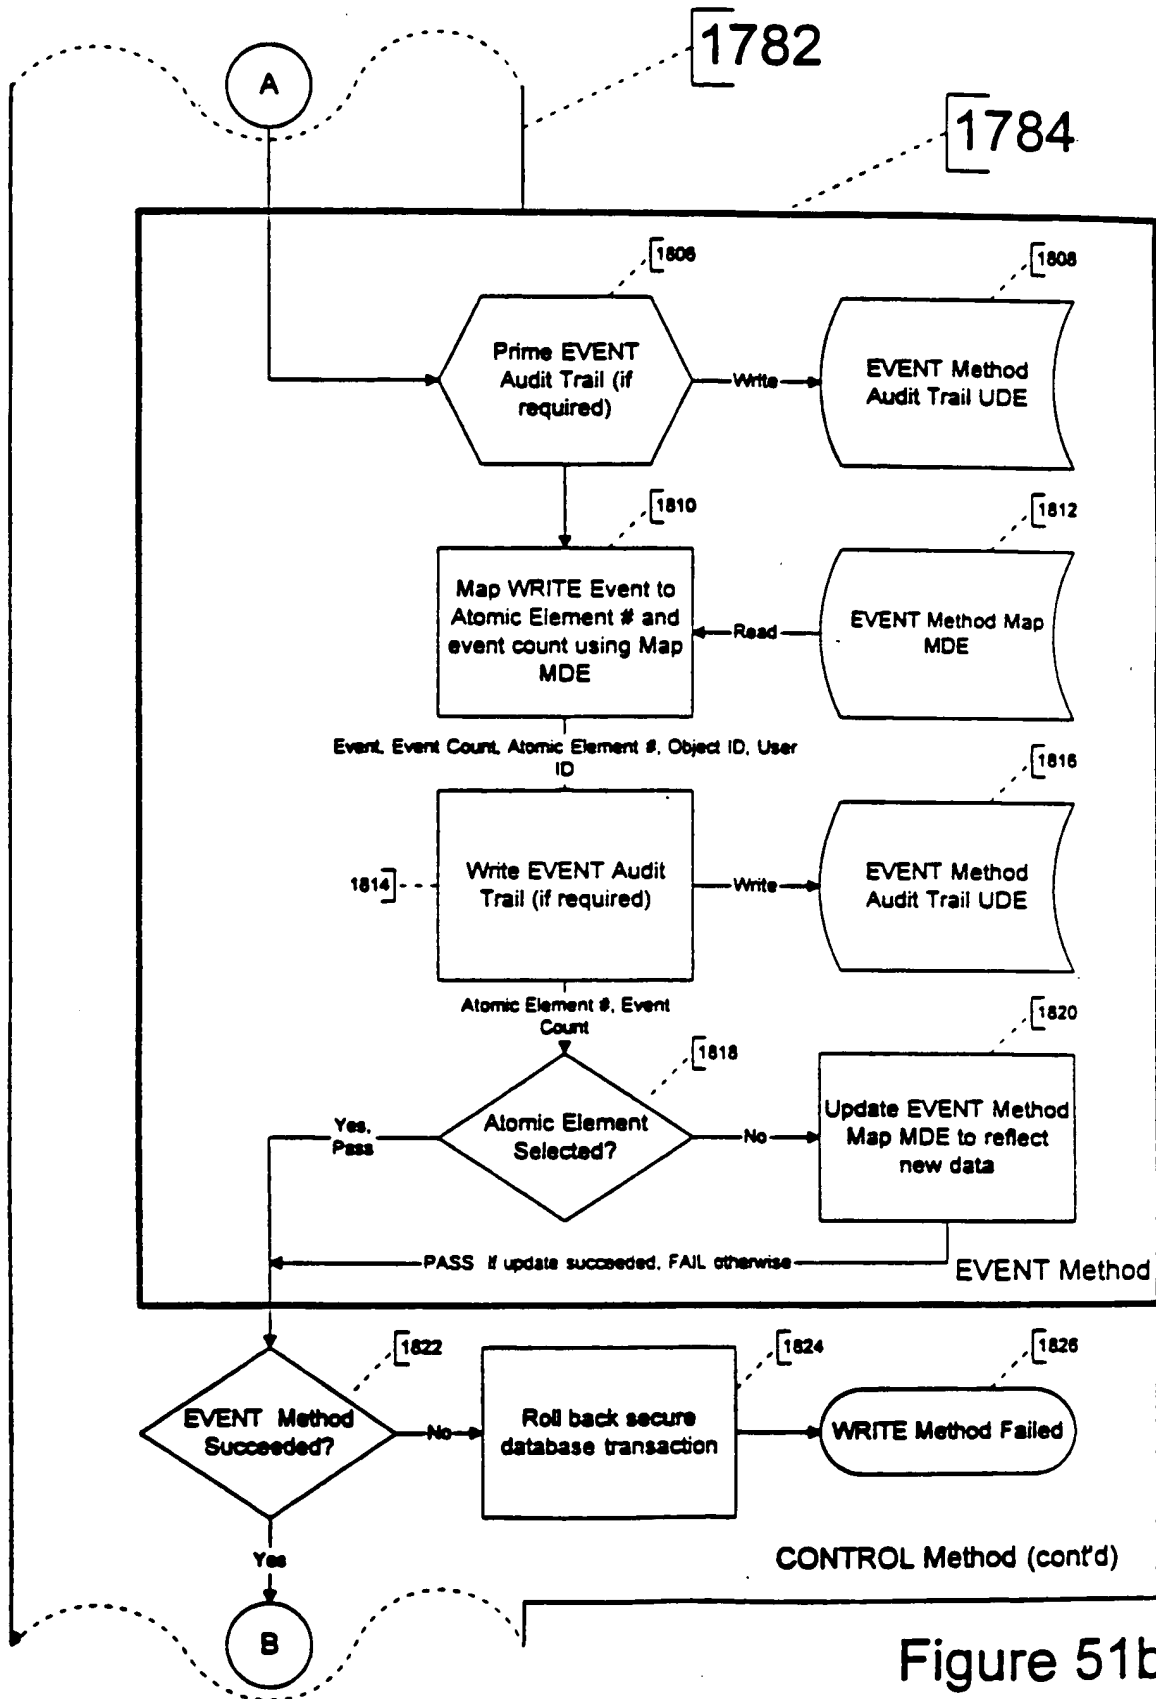 1782
A
1784
1806
1808
Prime EVENT
Audit Trail (if
required)
Write
EVENT Method
Audit Trail UDE
1810
1812
Map WRITE Event to
Atomic Element # and
event count using Map
MDE
Read
EVENT Method Map
MDE
Event, Event Count, Atomic Element #, Object ID, User
ID
1816
1814
Write EVENT Audit
Trail (if required)
Write
EVENT Method
Audit Trail UDE
Atomic Element #, Event
Count
1818
1820
Yes,
Pass
Atomic Element
Selected?
No
Update EVENT Method
Map MDE to reflect
new data
PASS If update succeeded, FAIL otherwise
EVENT Method
1822
1824
1826
EVENT Method
Succeeded?
No
Roll back secure
database transaction
WRITE Method Failed
Yes
CONTROL Method (cont'd)
B
Figure 51b